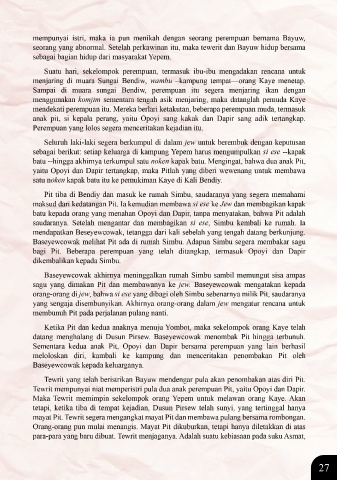 mempunyai istri, maka ia pun menikah dengan seorang perempuan bernama Bayuw,
seorang yang abnormal. Setelah perkawinan itu, maka tewerit dan Bayuw hidup bersama
sebagai bagian hidup dari masyarakat Yepem.
Suatu hari, sekelompok perempuan, termasuk ibu-ibu mengadakan rencana untuk
menjaring di muara Sungai Bendiw, wambu –kampung tempat—orang Kaye menetap.
Sampai di muara sungai Bendiw, perempuan itu segera menjaring ikan dengan
menggunakan komjim sementara tengah asik menjaring, maka datanglah pemuda Kaye
mendekati perempuan itu. Mereka berlari ketakutan, beberapa perempuan muda, termasuk
anak pit, si kepala perang, yaitu Opoyi sang kakak dan Dapir sang adik tertangkap.
Perempuan yang lolos segera menceritakan kejadian itu.
Seluruh laki-laki segera berkumpul di dalam jew untuk berembuk dengan keputusan
sebagai berikut: setiap keluarga di kampung Yepem harus mengumpulkan si ese --kapak
batu --hingga akhirnya terkumpul satu noken kapak batu. Mengingat, bahwa dua anak Pit,
yaitu Opoyi dan Dapir tertangkap, maka Pitlah yang diberi wewenang untuk membawa
satu noken kapak batu itu ke pemukiman Kaye di Kali Bendiy.
Pit tiba di Bendiy dan masuk ke rumah Simbu, saudaranya yang segera memahami
maksud dari kedatangan Pit. Ia kemudian membawa si ese ke Jew dan membagikan kapak
batu kepada orang yang menahan Opoyi dan Dapir, tanpa menyatakan, bahwa Pit adalah
saudaranya. Setelah mengantar dan membagikan si ese, Simbu kembali ke rumah. Ia
mendapatkan Beseyewcowak, tetangga dari kali sebelah yang tengah datang berkunjung.
Baseyewcowak melihat Pit ada di rumah Simbu. Adapun Simbu segera membakar sagu
bagi Pit. Beberapa perempuan yang telah ditangkap, termasuk Opoyi dan Dapir
dikembalikan kepada Simbu.
Baseyewcowak akhirnya meninggalkan rumah Simbu sambil memungut sisa ampas
sagu yang dimakan Pit dan membawanya ke jew. Baseyewcowak mengatakan kepada
orang-orang di jew, bahwa si ese yang dibagi oleh Simbu sebenarnya milik Pit, saudaranya
yang sengaja disembunyikan. Akhirnya orang-orang dalam jew mengatur rencana untuk
membunuh Pit pada perjalanan pulang nanti.
Ketika Pit dan kedua anaknya menuju Yombot, maka sekelompok orang Kaye telah
datang menghalang di Dusun Pirsew. Baseyewcowak menombak Pit hingga terbunuh.
Sementara kedua anak Pit, Opoyi dan Dapir bersama perempuan yang lain berhasil
meloloskan diri, kambali ke kampung dan menceritakan penombakan Pit oleh
Baseyewcowak kepada keluarganya.
Tewrit yang telah beristrikan Bayuw mendengar pula akan penombakan atas diri Pit.
Tewrit mempunyai niat memperistri pula dua anak perempuan Pit, yaitu Opoyi dan Dapir.
Maka Tewrit memimpin sekelompok orang Yepem untuk melawan orang Kaye. Akan
tetapi, ketika tiba di tempat kejadian, Dusun Pirsew telah sunyi, yang tertinggal hanya
mayat Pit. Tewrit segera mengangkat mayat Pit dan membawa pulang bersama rombongan.
Orang-orang pun mulai menangis. Mayat Pit dikuburkan, tetapi hanya diletakkan di atas
para-para yang baru dibuat. Tewrit menjaganya. Adalah suatu kebiasaan pada suku Asmat,
27